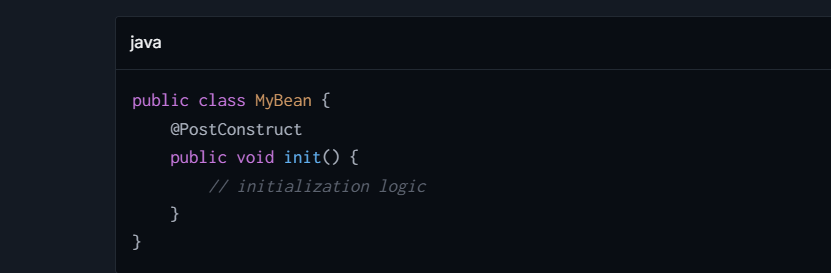 java
public class MyBean {
    @PostConstruct
    public void init() {
        // initialization logic
    }
}